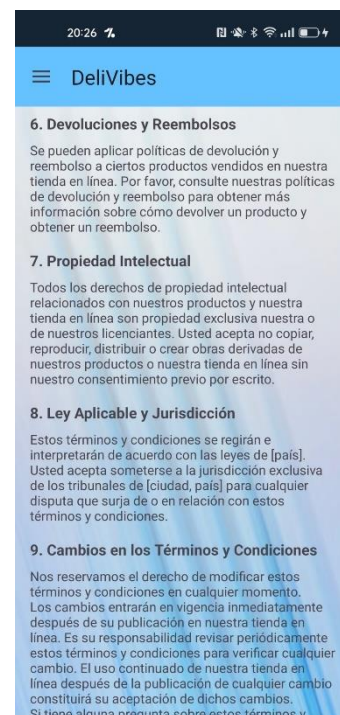 20:26
DeliVibes
6. Devoluciones y Reembolsos
Se pueden aplicar políticas de devolución y
reembolso a ciertos productos vendidos en nuestra
tienda en línea. Por favor, consulte nuestras políticas
de devolución y reembolso para obtener más
información sobre cómo devolver un producto y
obtener un reembolso.
7. Propiedad Intelectual
Todos los derechos de propiedad intelectual
relacionados con nuestros productos y nuestra
tienda en línea son propiedad exclusiva nuestra o
de nuestros licenciantes. Usted acepta no copiar,
reproducir, distribuir o crear obras derivadas de
nuestros productos o nuestra tienda en línea sin
nuestro consentimiento previo por escrito.
8. Ley Aplicable y Jurisdicción
Estos términos y condiciones se regirán e
interpretarán de acuerdo con las leyes de [país].
Usted acepta someterse a la jurisdicción exclusiva
de los tribunales de [ciudad, país] para cualquier
disputa que surja de o en relación con estos
términos y condiciones.
9. Cambios en los Términos y Condiciones
Nos reservamos el derecho de modificar estos
términos y condiciones en cualquier momento.
Los cambios entrarán en vigencia inmediatamente
después de su publicación en nuestra tienda en
línea. Es su responsabilidad revisar periódicamente
estos términos y condiciones para verificar cualquier
cambio. El uso continuado de nuestra tienda en
línea después de la publicación de cualquier cambio
constituirá su aceptación de dichos cambios.
Si tiene alguna pregunta sobre estos términos y